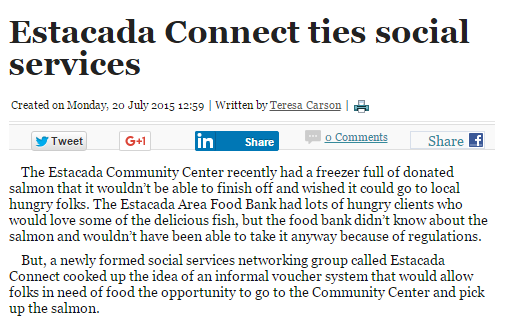 Estacada Connect ties social
services
Created on Monday, 20 July 2015 12:59 | Written by Teresa Carson |
Tweet G+1 in Share 0 Comments Share f
The Estacada Community Center recently had a freezer full of donated
salmon that it wouldn't be able to finish off and wished it could go to local
hungry folks. The Estacada Area Food Bank had lots of hungry clients who
would love some of the delicious fish, but the food bank didn't know about the
salmon and wouldn't have been able to take it anyway because of regulations.
But, a newly formed social services networking group called Estacada
Connect cooked up the idea of an informal voucher system that would allow
folks in need of food the opportunity to go to the Community Center and pick
up the salmon.